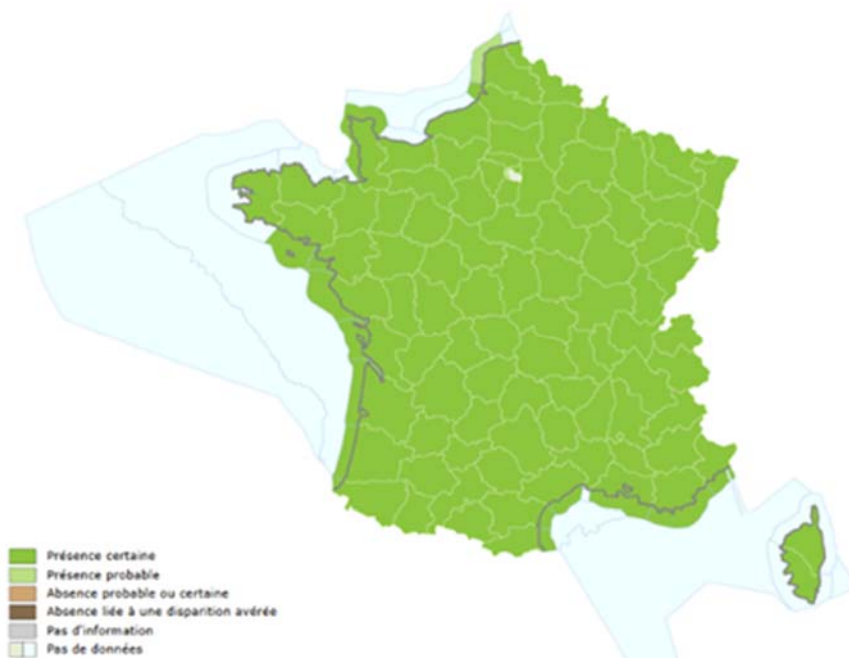 Présence certaine
Présence probable
Absence probable ou certaine
Absence liée à une disparition avérée
Pas d'information
Pas de données